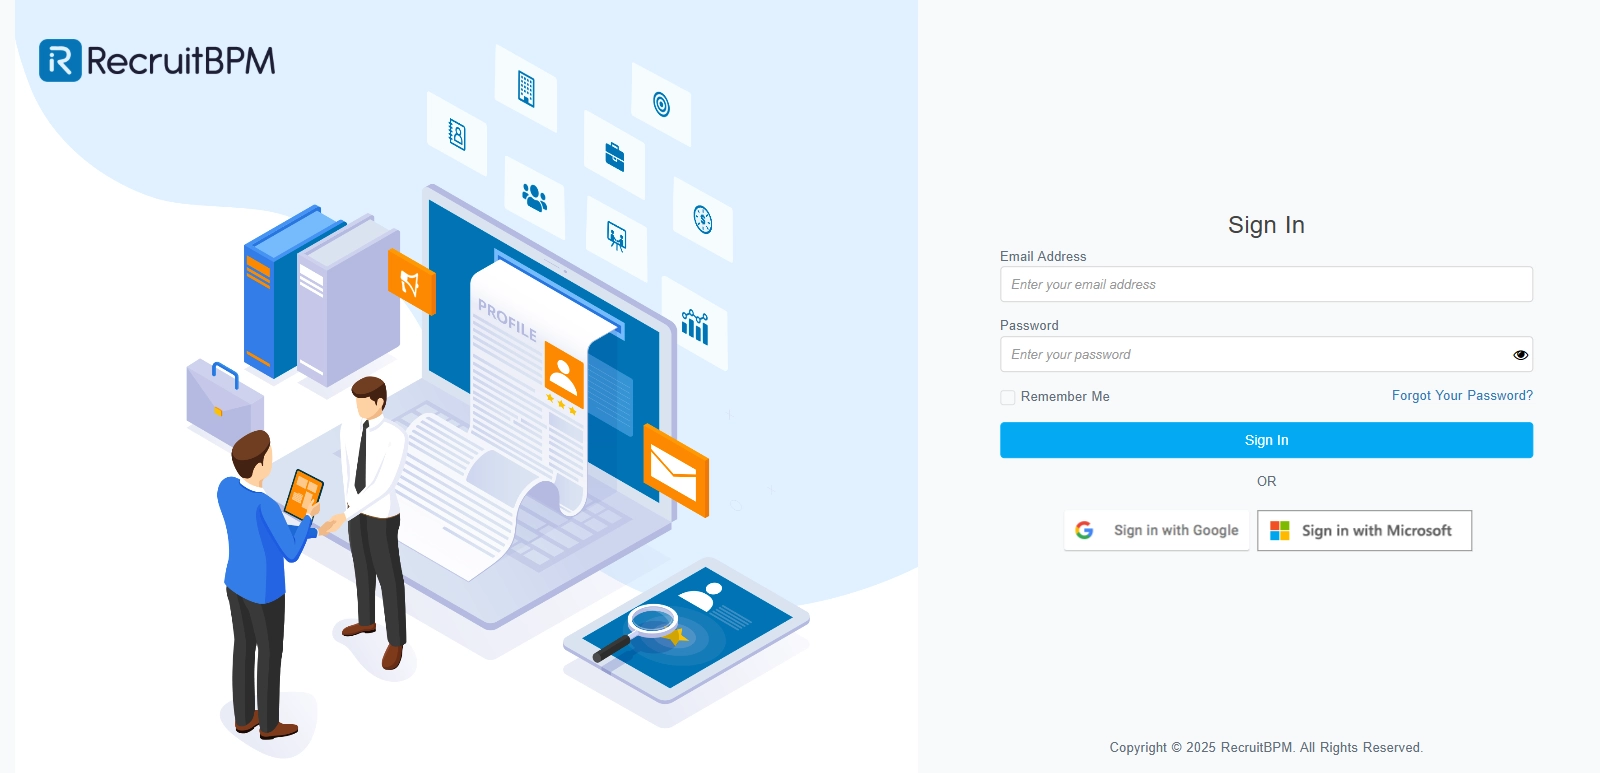 RecruitBPM
PROFILE
Sign In
Email Address
Enter your email address
Password
Enter your password
Remember Me
Forgot Your Password?
Sign In
OR
Sign in with Google
Sign in with Microsoft
Copyright © 2025 RecruitBPM. All Rights Reserved.